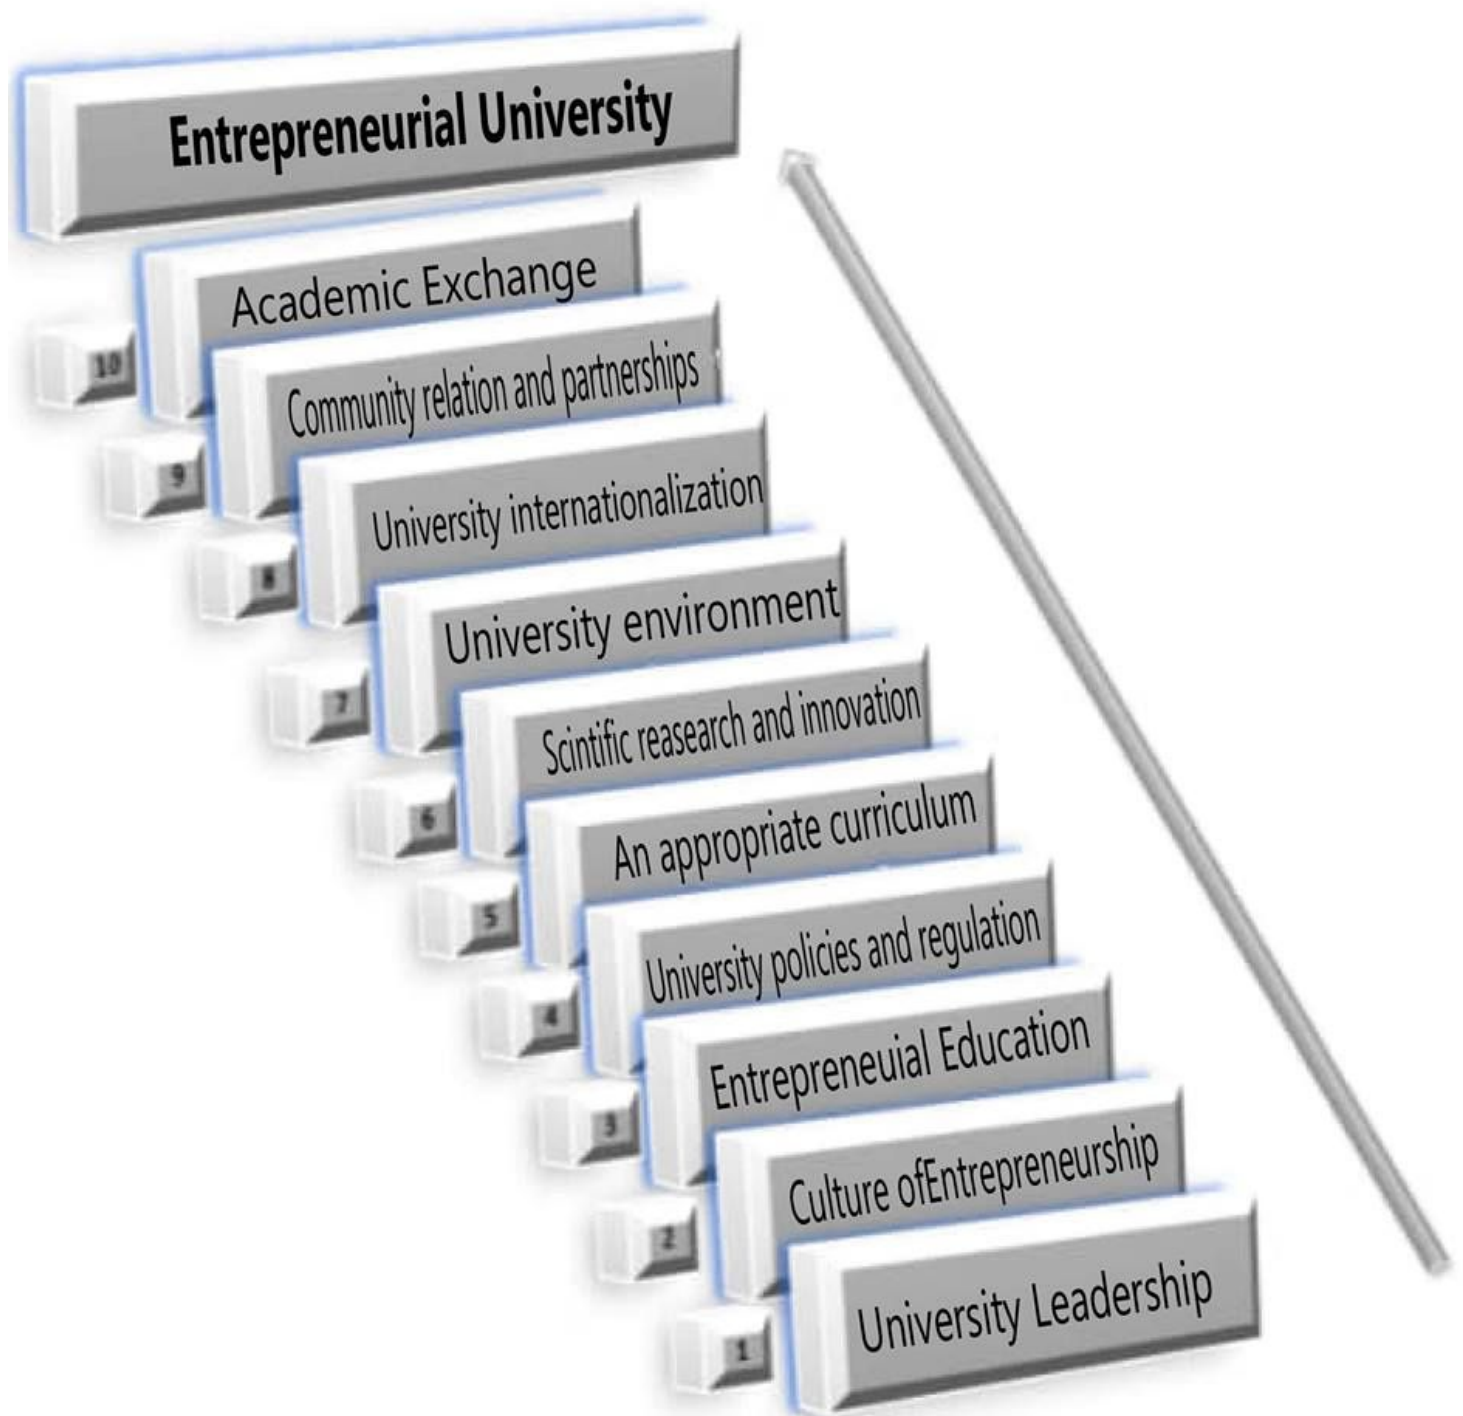 Entrepreneurial University
Academic Exchange
10
Community relation and partnerships
9
University internationalization
8
University environment
7
Scintific reasearch and innovation
6
An appropriate curriculum
5
University policies and regulation
4
Entrepreneuial Education
3
Culture ofEntrepreneurship
2
University Leadership
1